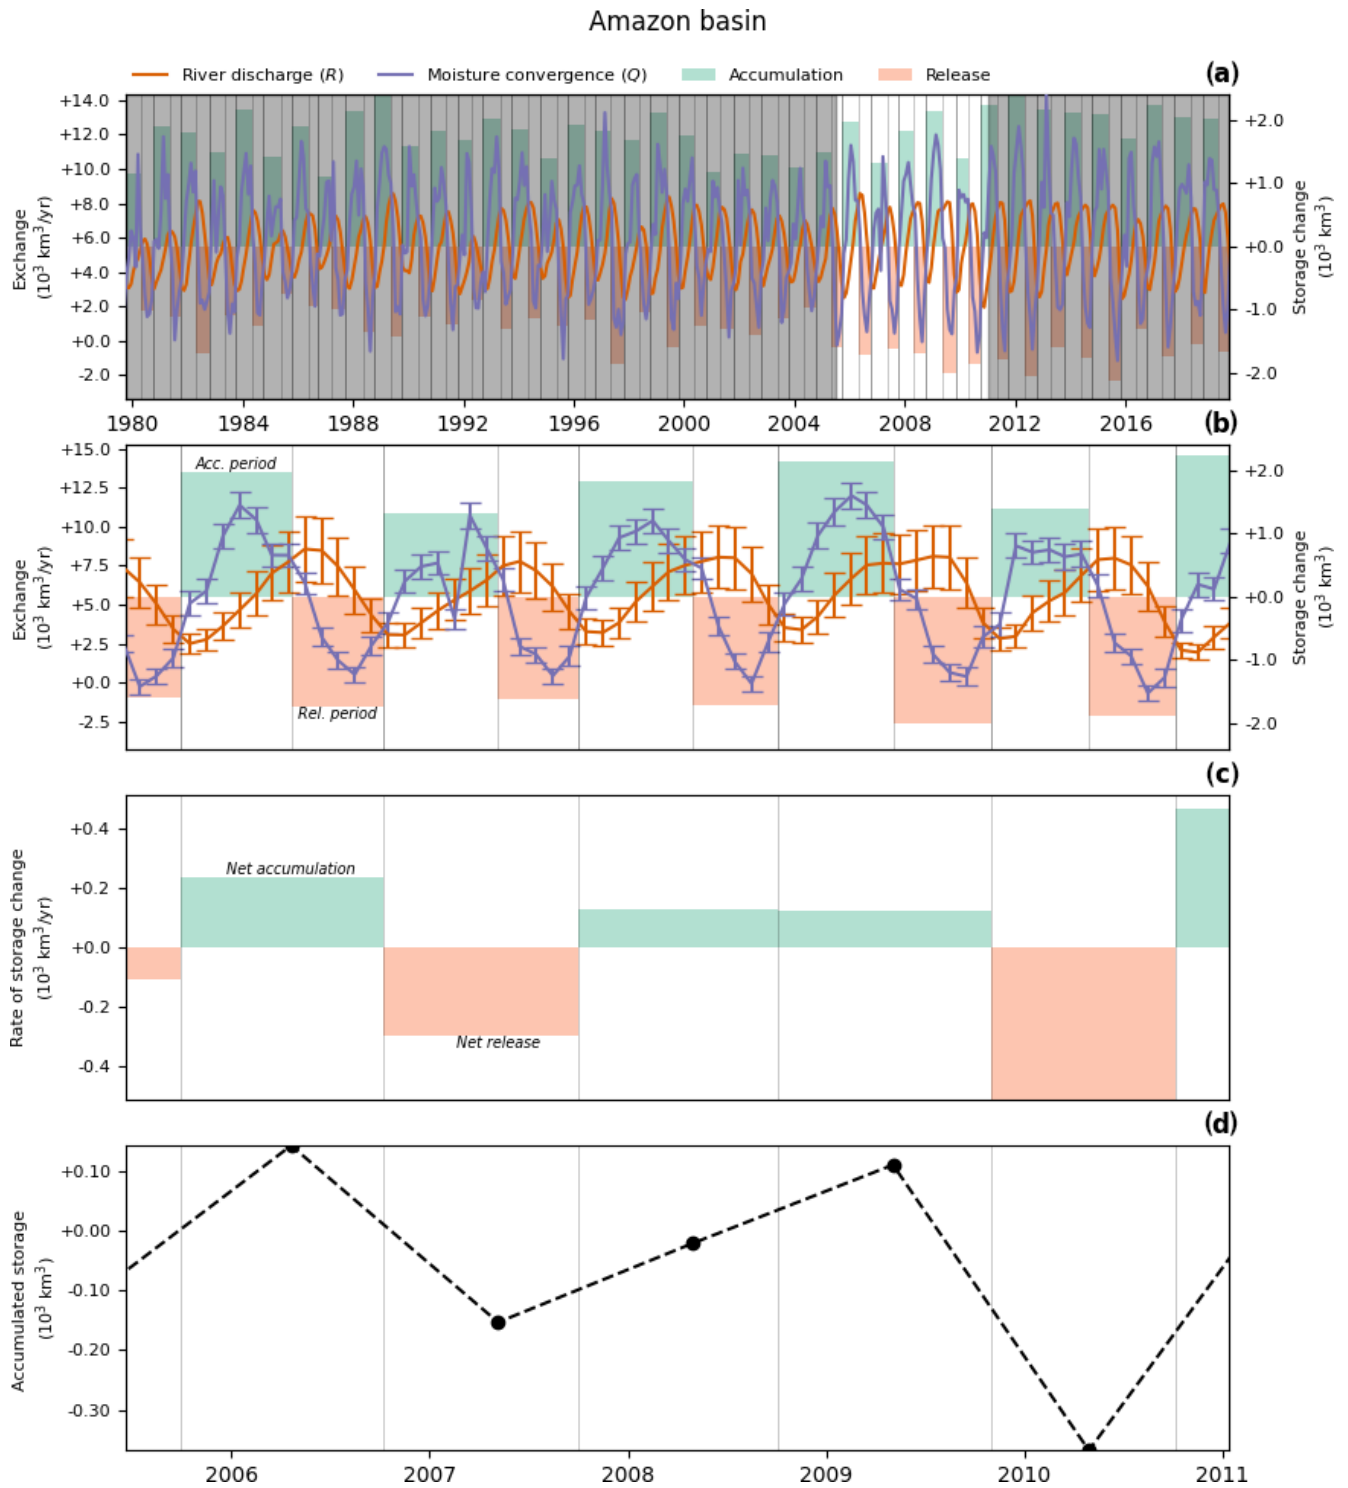 Amazon basin
River discharge (R) Moisture convergence (Q) Accumulation Release (a)
+14.0
+12.0
+10.0
+8.0
+6.0
+4.0
+2.0
+0.0
-2.0
Exchange
(10³ km³/yr)
+2.0
+1.0
+0.0
-1.0
-2.0
Storage change
(10³ km³)
1980 1984 1988 1992 1996 2000 2004 2008 2012 2016
(b)
+15.0
+12.5
+10.0
+7.5
+5.0
+2.5
+0.0
-2.5
Exchange
(10³ km³/yr)
Acc. period
Rel. period
+2.0
+1.0
+0.0
-1.0
-2.0
Storage change
(10³ km³)
(c)
+0.4
+0.2
+0.0
-0.2
-0.4
Rate of storage change
(10³ km³/yr)
Net accumulation
Net release
(d)
+0.10
+0.00
-0.10
-0.20
-0.30
Accumulated storage
(10³ km³)
2006 2007 2008 2009 2010 2011